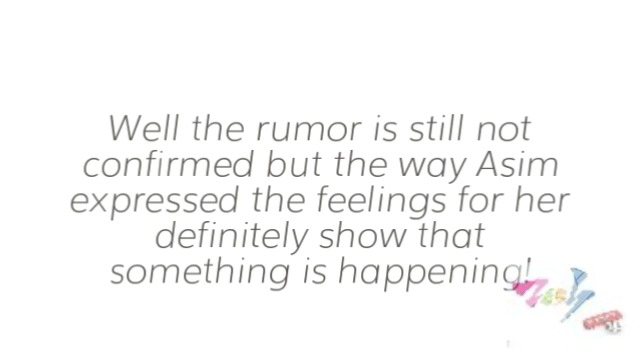 Well the rumor is still not
confirmed but the way Asim
expressed the feelings for her
definitely show that
something is happening!